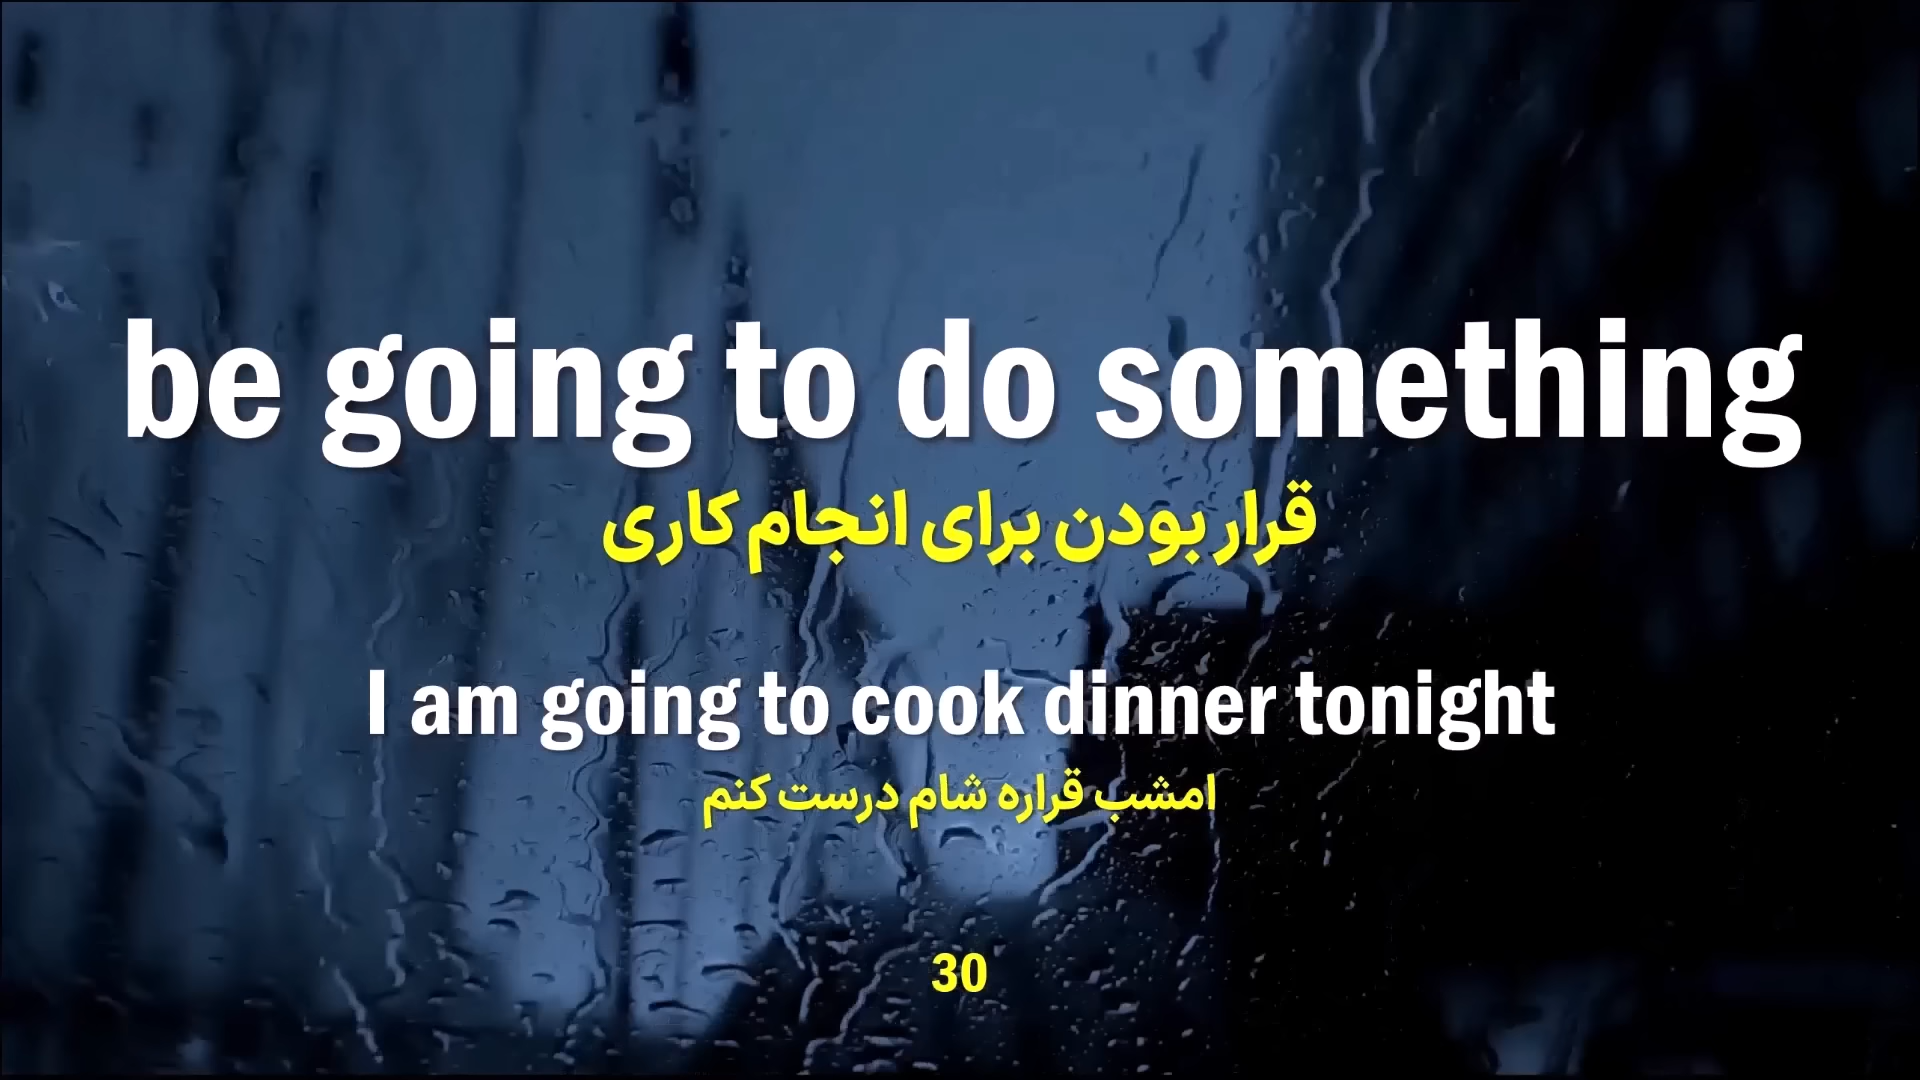 be going to do something
قرار بودن برای انجام کاری
I am going to cook dinner tonight
امشب قراره شام درست کنم
30